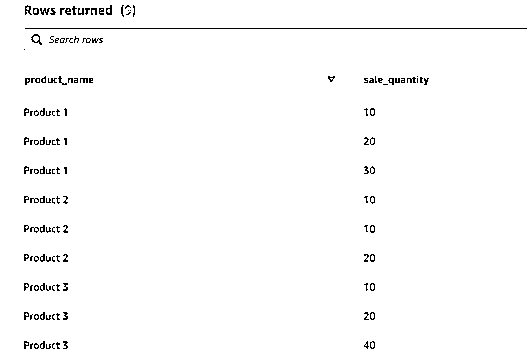 Rows returned (9)
Search rows
product_name sale_quantity
Product 1 10
Product 1 20
Product 1 30
Product 2 10
Product 2 10
Product 2 20
Product 3 10
Product 3 20
Product 3 40